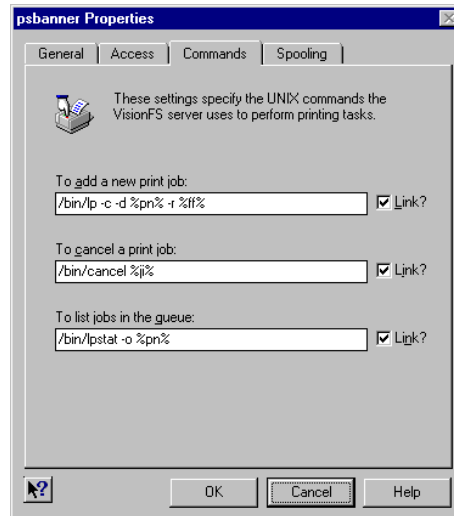 psbanner Properties
General Access Commands Spooling
These settings specify the UNIX commands the
VisionFS server uses to perform printing tasks.
To add a new print job:
/bin/lp -c -d %pn% -r %ff%
Link?
To cancel a print job:
/bin/cancel %ji%
Link?
To list jobs in the queue:
/bin/lpstat -o %pn%
Link?
OK Cancel Help